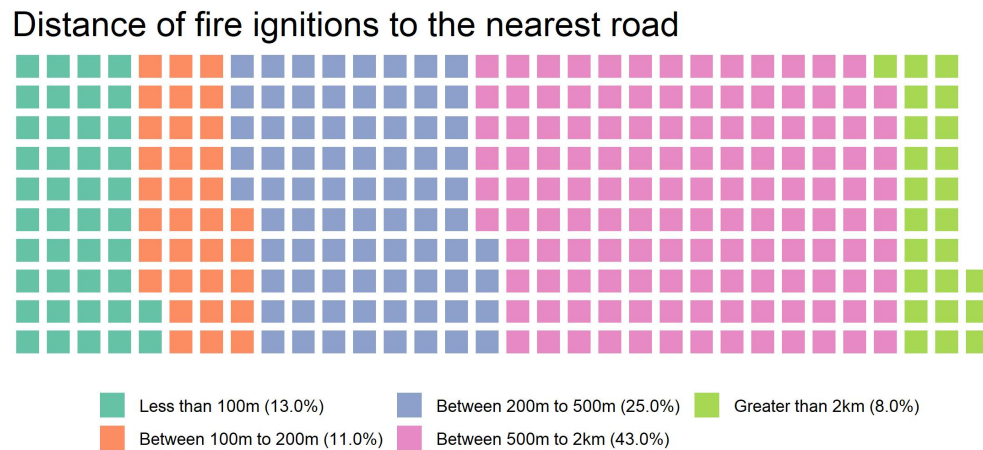 Distance of fire ignitions to the nearest road
Less than 100m (13.0%)
Between 200m to 500m (25.0%)
Greater than 2km (8.0%)
Between 100m to 200m (11.0%)
Between 500m to 2km (43.0%)